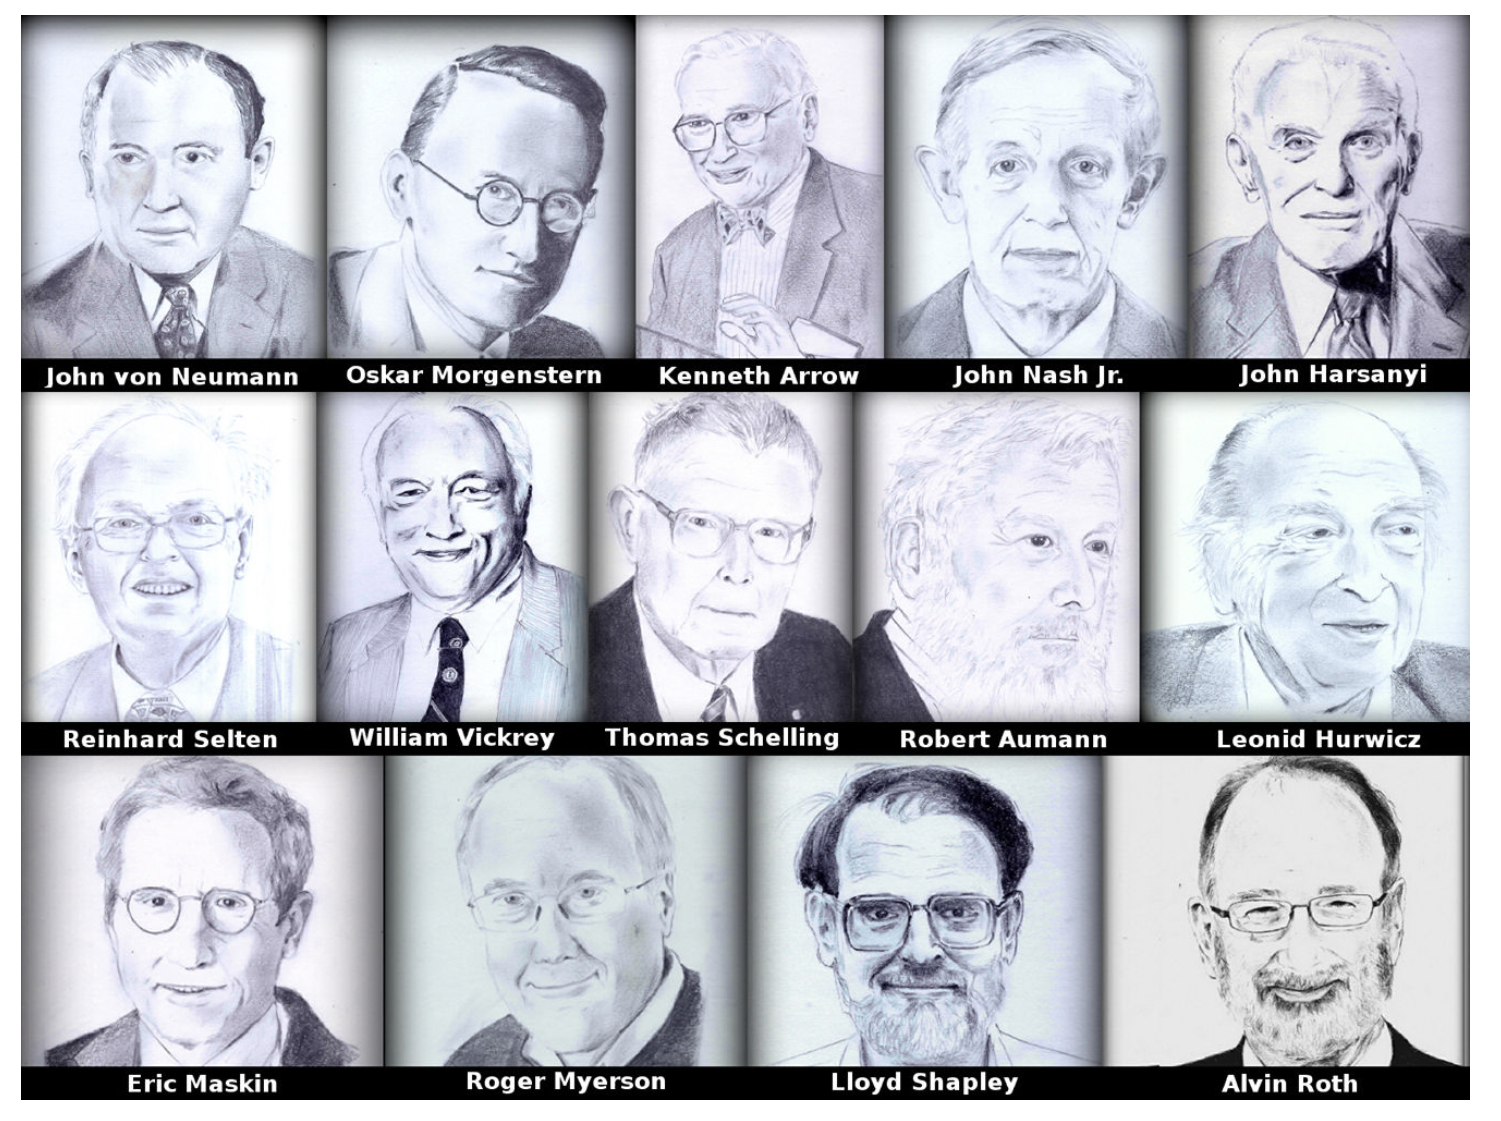 John von Neumann
Oskar Morgenstern
Kenneth Arrow
John Nash Jr.
John Harsanyi
Reinhard Selten
William Vickrey
Thomas Schelling
Robert Aumann
Leonid Hurwicz
Eric Maskin
Roger Myerson
Lloyd Shapley
Alvin Roth